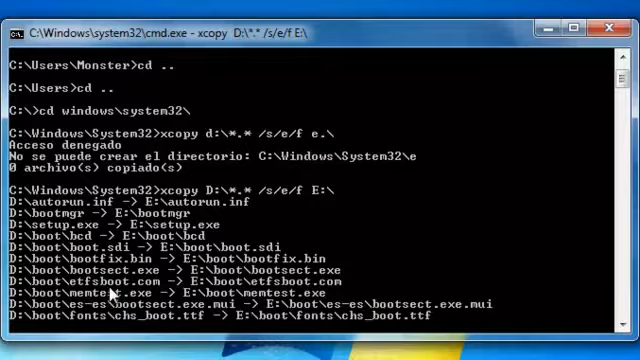 C:\Windows\system32\cmd.exe - xcopy D:\*.* /s/e/f E:\
C:\Users\Monster>cd ..
C:\Users>cd ..
C:\>cd windows\system32\
C:\Windows\System32>xcopy d:\*.* /s/e/f e.\
Acceso denegado
No se puede crear el directorio: C:\Windows\System32\e
0 archivo(s) copiado(s)
C:\Windows\System32>xcopy D:\*.* /s/e/f E:\
D:\autorun.inf -> E:\autorun.inf
D:\bootmgr -> E:\bootmgr
D:\setup.exe -> E:\setup.exe
D:\boot\bcd -> E:\boot\bcd
D:\boot\boot.sdi -> E:\boot\boot.sdi
D:\boot\bootfix.bin -> E:\boot\bootfix.bin
D:\boot\bootsect.exe -> E:\boot\bootsect.exe
D:\boot\etfsboot.com -> E:\boot\etfsboot.com
D:\boot\memtest.exe -> E:\boot\memtest.exe
D:\boot\es-es\bootsect.exe.mui -> E:\boot\es-es\bootsect.exe.mui
D:\boot\fonts\chs_boot.ttf -> E:\boot\fonts\chs_boot.ttf